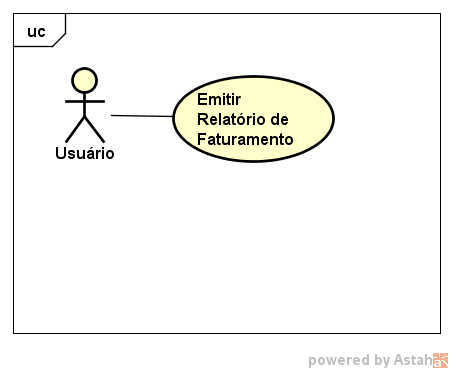 uc
Emitir
Relatório de
Faturamento
Usuário
powered by Astah